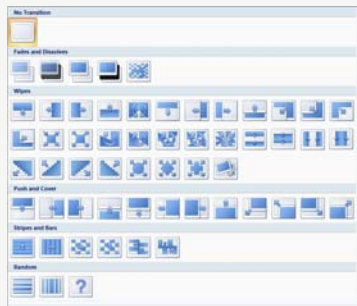 No Transition
Fades and Dissolves
Wipes
Push and Cover
Stripes and Bars
Random
?